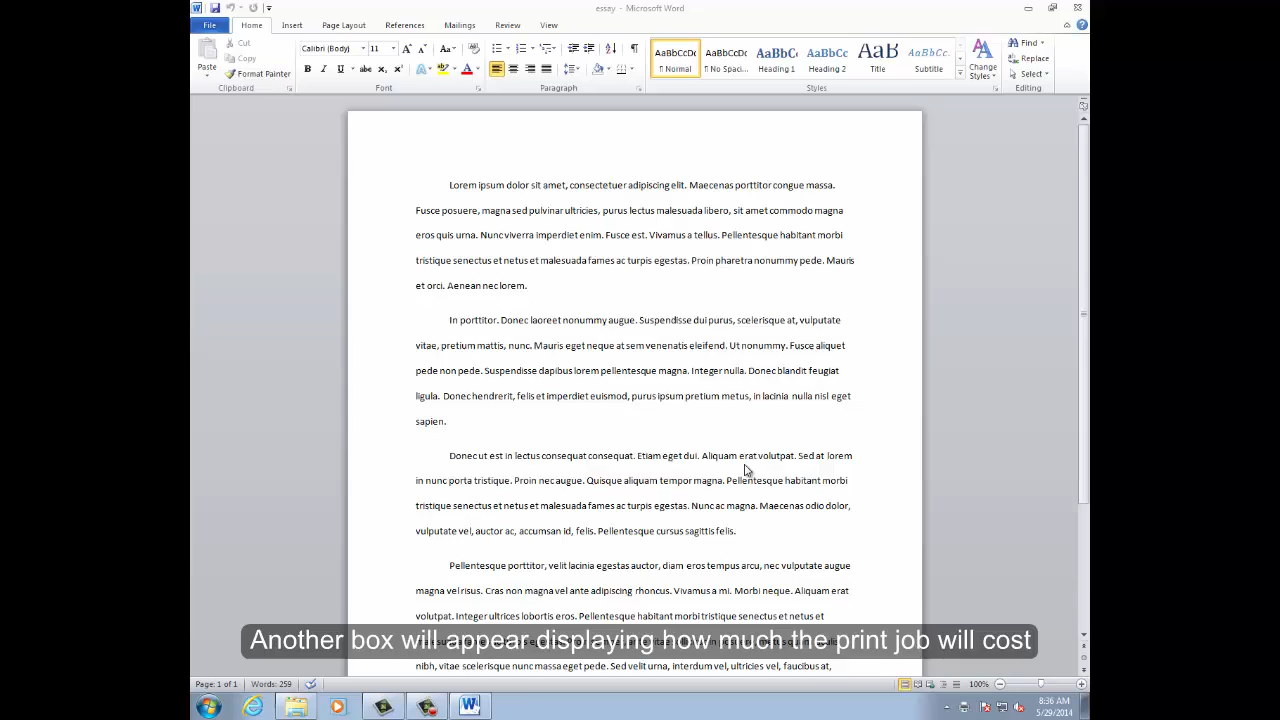 essay - Microsoft Word
File Home Insert Page Layout References Mailings Review View
Cut
Copy
Format Painter
Paste
Calibri (Body) 11
AaBbCcDc AaBbCcDc AaBbCc AaBbCc AaB AaBbCc.
¶ Normal ¶ No Spaci... Heading 1 Heading 2 Title Subtitle
Change
Styles
Find
Replace
Select
Clipboard Font Paragraph Styles Editing
Lorem ipsum dolor sit amet, consectetuer adipiscing elit. Maecenas porttitor congue massa.
Fusce posuere, magna sed pulvinar ultricies, purus lectus malesuada libero, sit amet commodo magna
eros quis urna. Nunc viverra imperdiet enim. Fusce est. Vivamus a tellus. Pellentesque habitant morbi
tristique senectus et netus et malesuada fames ac turpis egestas. Proin pharetra nonummy pede. Mauris
et orci. Aenean nec lorem.
In porttitor. Donec laoreet nonummy augue. Suspendisse dui purus, scelerisque at, vulputate
vitae, pretium mattis, nunc. Mauris eget neque at sem venenatis eleifend. Ut nonummy. Fusce aliquet
pede non pede. Suspendisse dapibus lorem pellentesque magna. Integer nulla. Donec blandit feugiat
ligula. Donec hendrerit, felis et imperdiet euismod, purus ipsum pretium metus, in lacinia nulla nisl eget
sapien.
Donec ut est in lectus consequat consequat. Etiam eget dui. Aliquam erat volutpat. Sed at lorem
in nunc porta tristique. Proin nec augue. Quisque aliquam tempor magna. Pellentesque habitant morbi
tristique senectus et netus et malesuada fames ac turpis egestas. Nunc ac magna. Maecenas odio dolor,
vulputate vel, auctor ac, accumsan id, felis. Pellentesque cursus sagittis felis.
Pellentesque porttitor, velit lacinia egestas auctor, diam eros tempus arcu, nec vulputate augue
magna vel risus. Cras non magna vel ante adipiscing rhoncus. Vivamus a mi. Morbi neque. Aliquam erat
volutpat. Integer ultrices lobortis eros. Pellentesque habitant morbi tristique senectus et netus et
Another box will appear displaying how much the print job will cost
nibh, vitae scelerisque nunc massa eget pede. Sed velit urna, interdum vel, ultricies vel, faucibus at,
Page: 1 of 1 Words: 259 100%
8:36 AM
5/29/2014